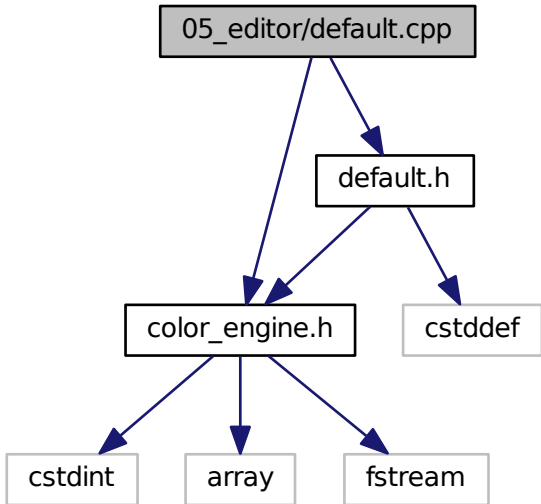 05_editor/default.cpp
default.h
color_engine.h
cstddef
cstdint
array
fstream